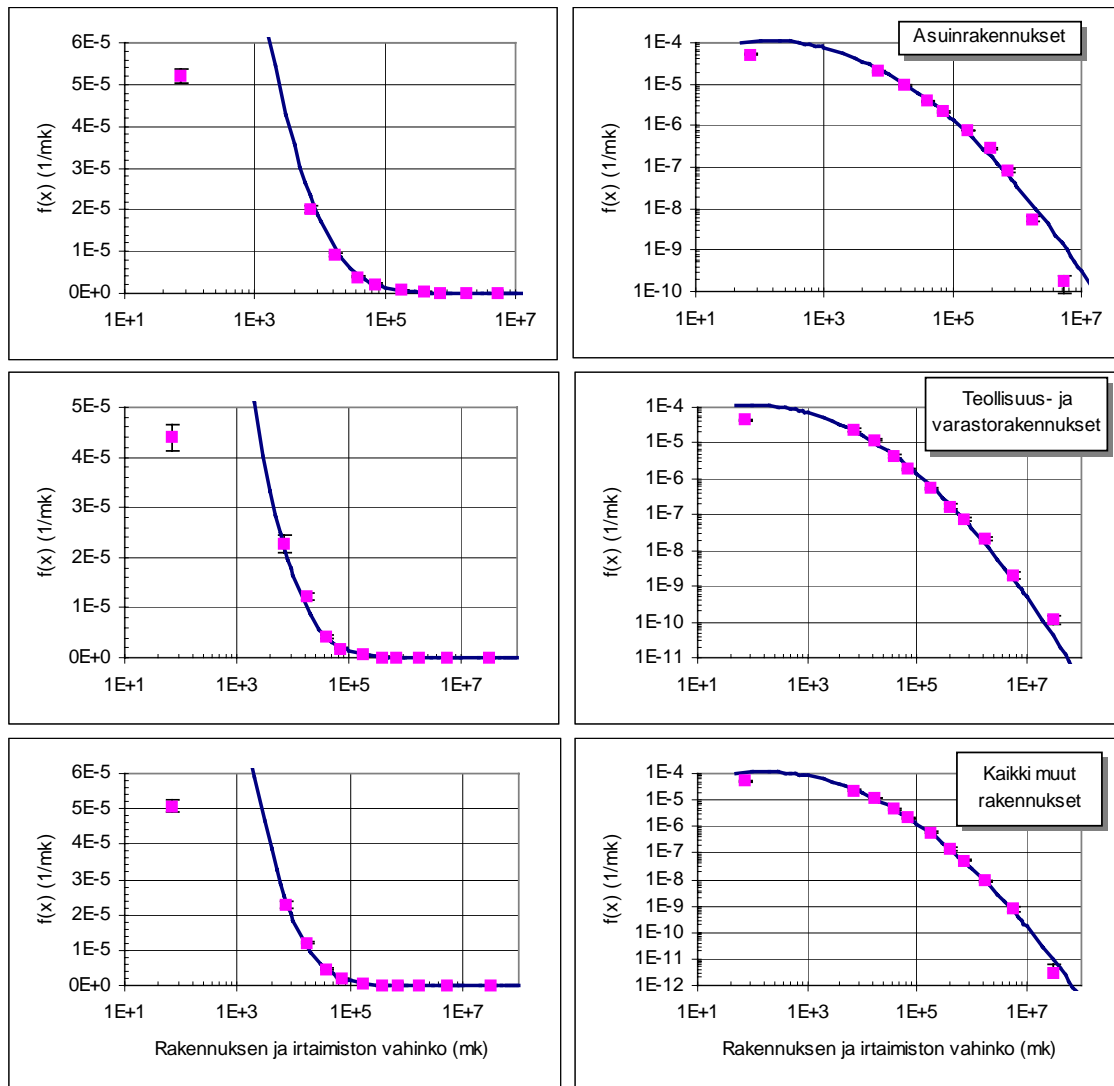 6E-5
5E-5
4E-5
3E-5
2E-5
1E-5
0E+0
f(x) (1/mk)
1E+1
1E+3
1E+5
1E+7
Asuinrakennukset
1E-4
1E-5
1E-6
1E-7
1E-8
1E-9
1E-10
f(x) (1/mk)
1E+1
1E+3
1E+5
1E+7
5E-5
4E-5
3E-5
2E-5
1E-5
0E+0
f(x) (1/mk)
1E+1
1E+3
1E+5
1E+7
Teollisuus- ja
varastorakennukset
1E-4
1E-5
1E-6
1E-7
1E-8
1E-9
1E-10
1E-11
f(x) (1/mk)
1E+1
1E+3
1E+5
1E+7
6E-5
5E-5
4E-5
3E-5
2E-5
1E-5
0E+0
f(x) (1/mk)
1E+1
1E+3
1E+5
1E+7
Rakennuksen ja irtaimiston vahinko (mk)
Kaikki muut
rakennukset
1E-4
1E-5
1E-6
1E-7
1E-8
1E-9
1E-10
1E-11
1E-12
f(x) (1/mk)
1E+1
1E+3
1E+5
1E+7
Rakennuksen ja irtaimiston vahinko (mk)